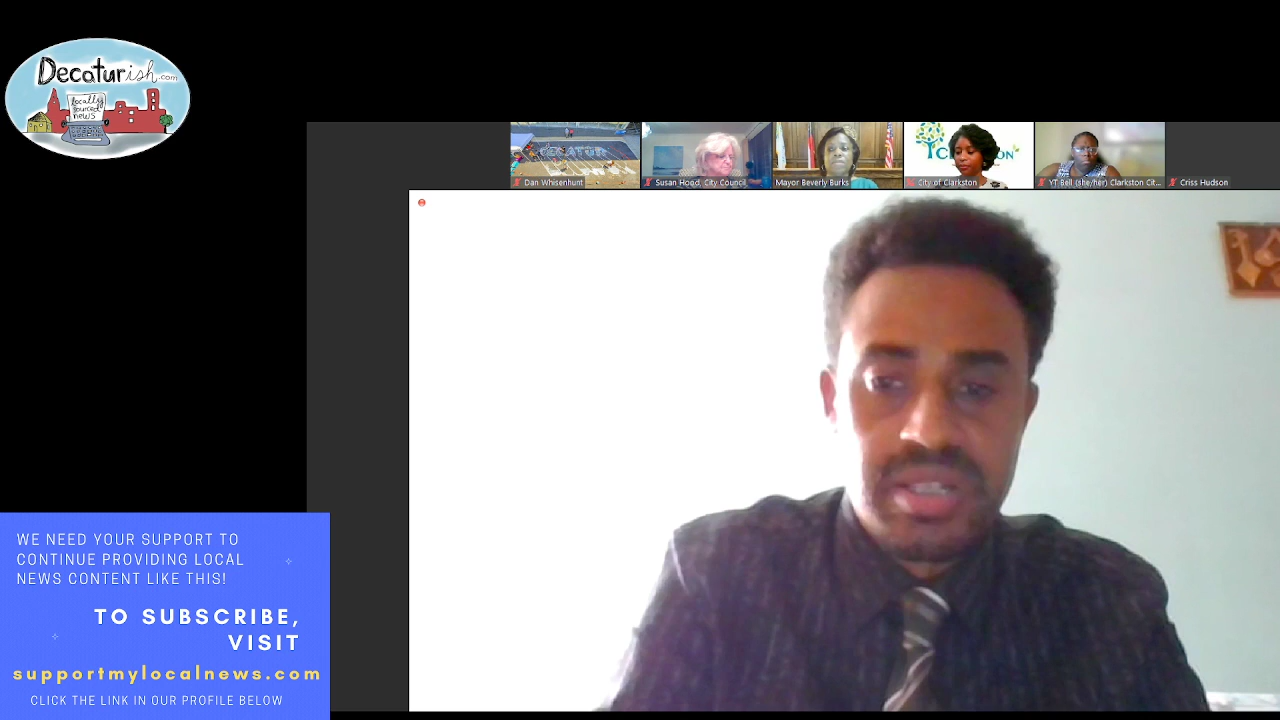 Decaturish.com
locally
sourced
news
DECATUR
CLARKSTON
Dan Whisenhunt
Susan Hood, City Council
Mayor Beverly Burks
City of Clarkston
YT Bell (she/her) Clarkston Cit...
Criss Hudson
WE NEED YOUR SUPPORT TO
CONTINUE PROVIDING LOCAL
NEWS CONTENT LIKE THIS!
TO SUBSCRIBE,
VISIT
supportmylocalnews.com
CLICK THE LINK IN OUR PROFILE BELOW